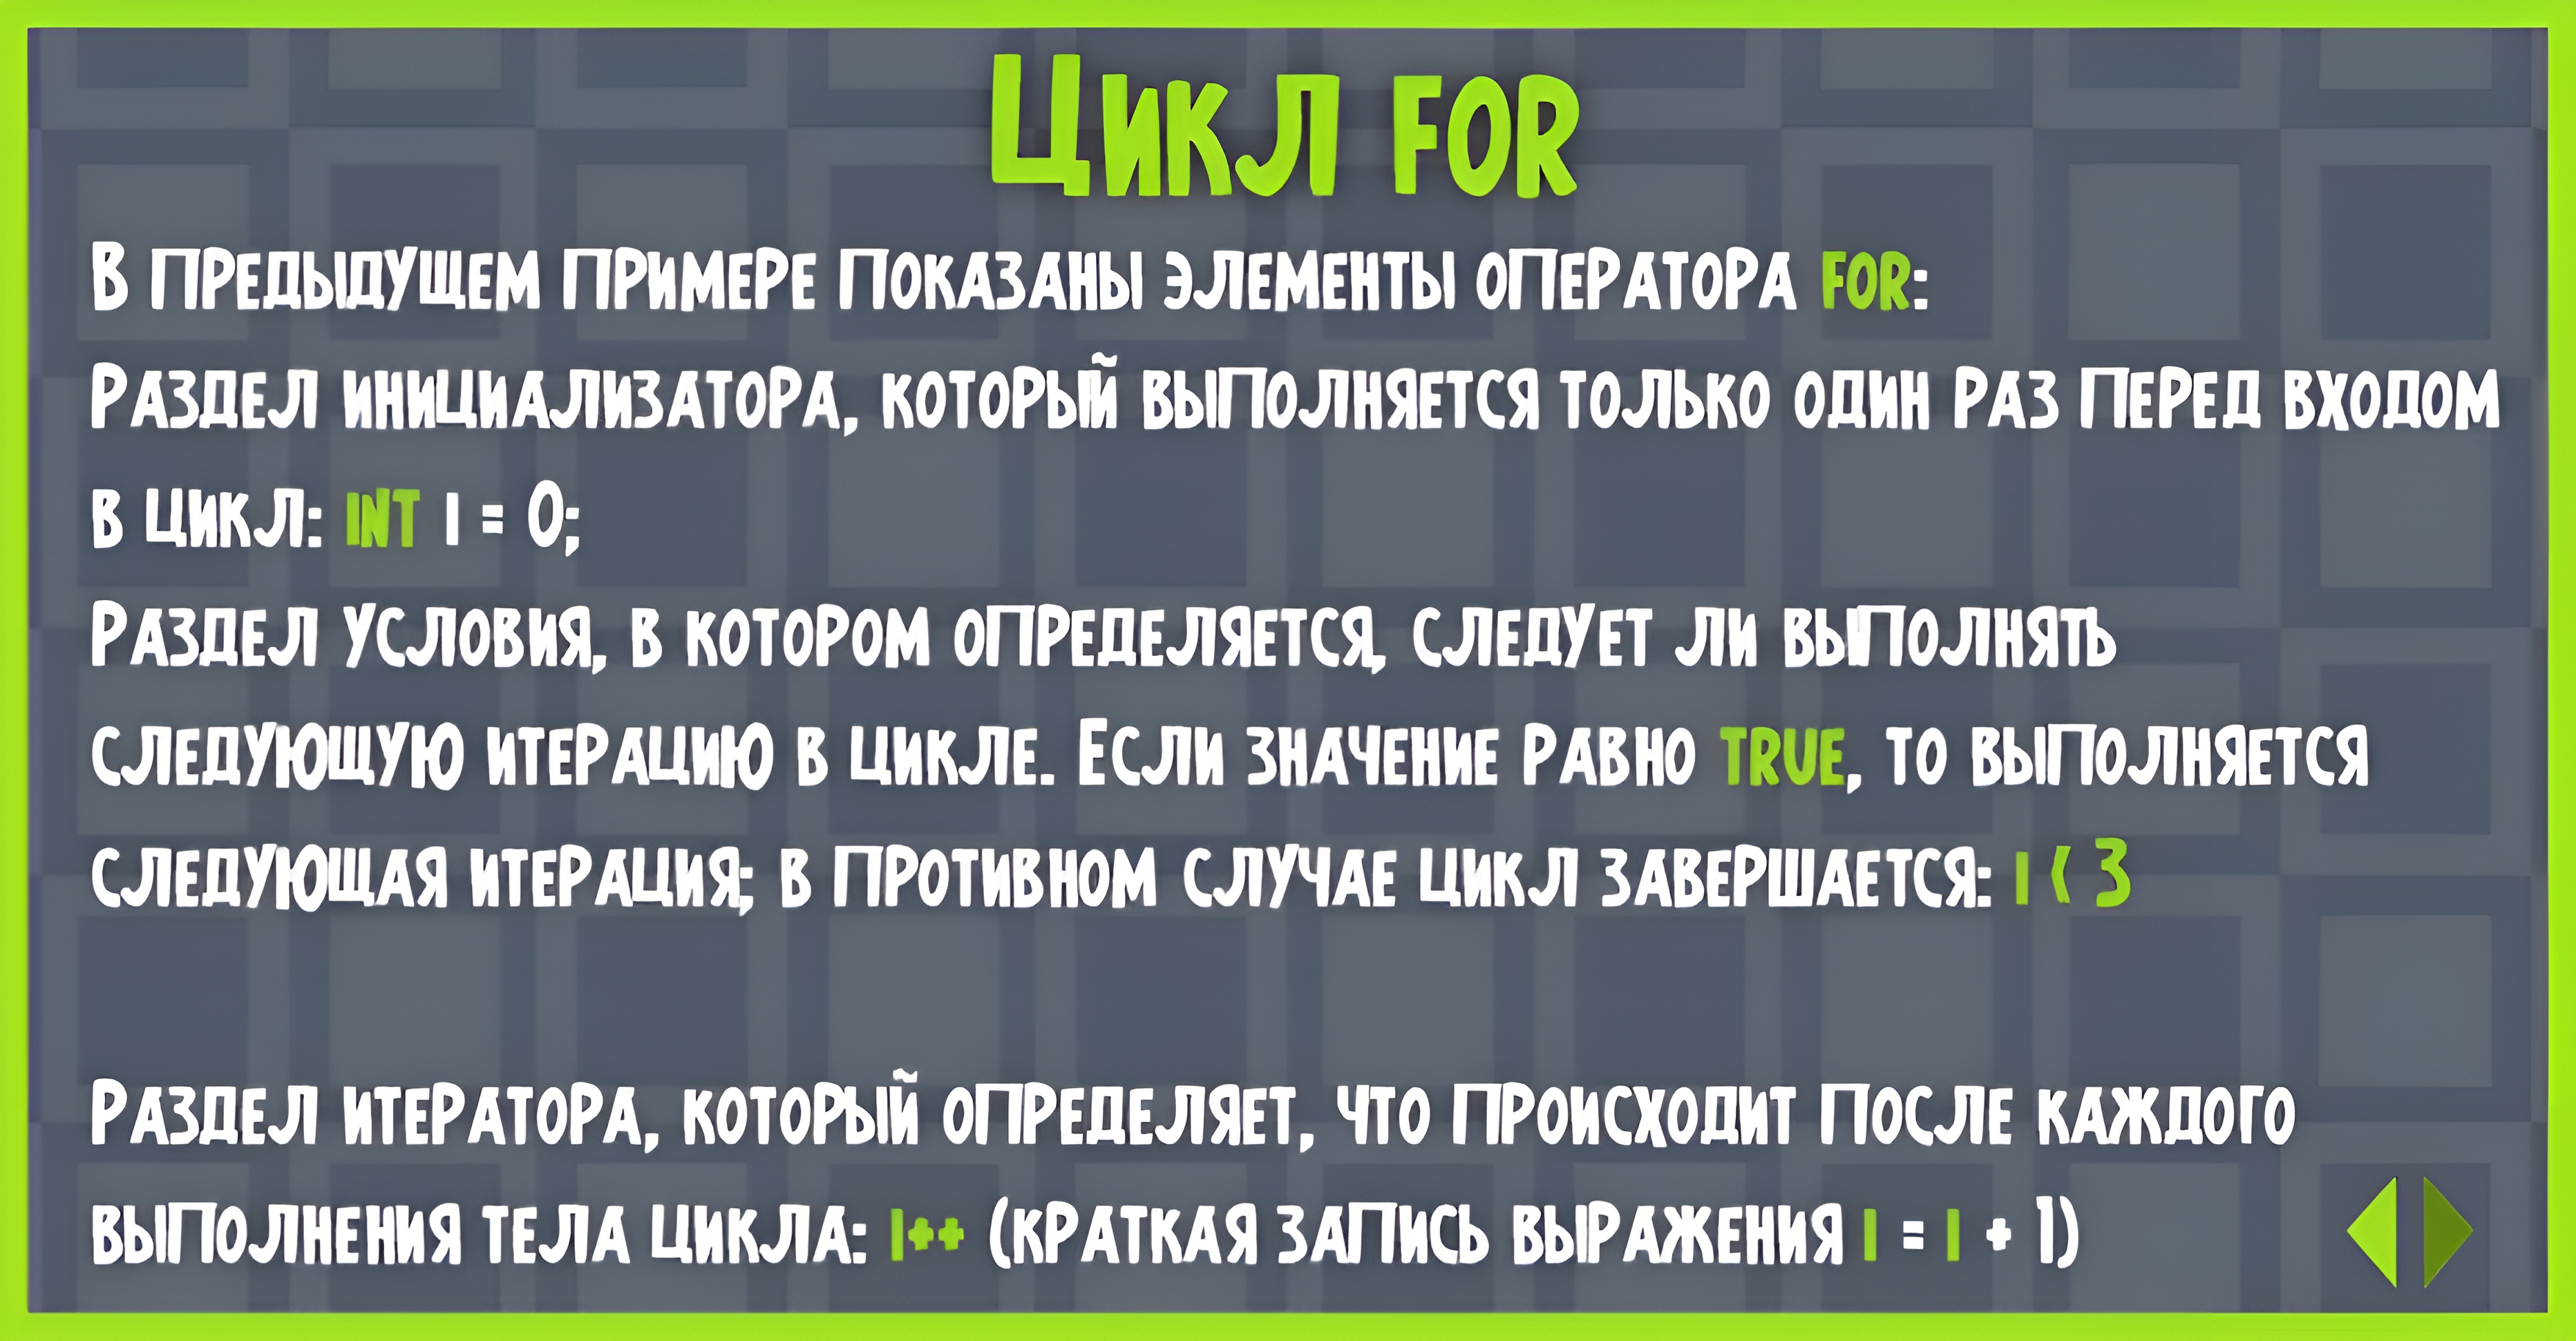 Цикл for
В предыдущем примере показаны элементы оператора for:
Раздел инициализатора, который выполняется только один раз перед входом
в цикл: int i = 0;
Раздел условия, в котором определяется, следует ли выполнять
следующую итерацию в цикле. Если значение равно true, то выполняется
следующая итерация; в противном случае цикл завершается: i < 3
Раздел итератора, который определяет, что происходит после каждого
выполнения тела цикла: i++ (краткая запись выражения i = i + 1)